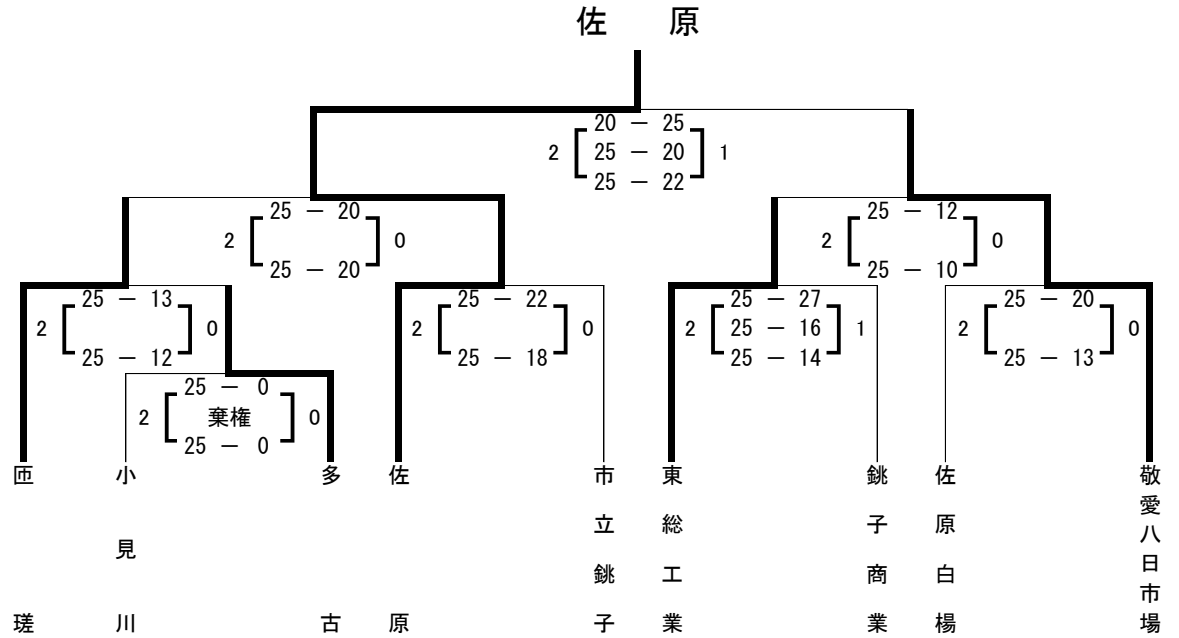 佐 原
20 － 25
2 25 － 20 1
25 － 22
25 － 20
2 0
25 － 20
25 － 12
2 0
25 － 10
25 － 13
2 0
25 － 12
25 － 22
2 0
25 － 18
25 － 27
2 25 － 16 1
25 － 14
25 － 20
2 0
25 － 13
25 － 0
2 棄権 0
25 － 0
匝瑳
小見川
多古
佐原
市立銚子
東総工業
銚子商業
佐原白楊
敬愛八日市場